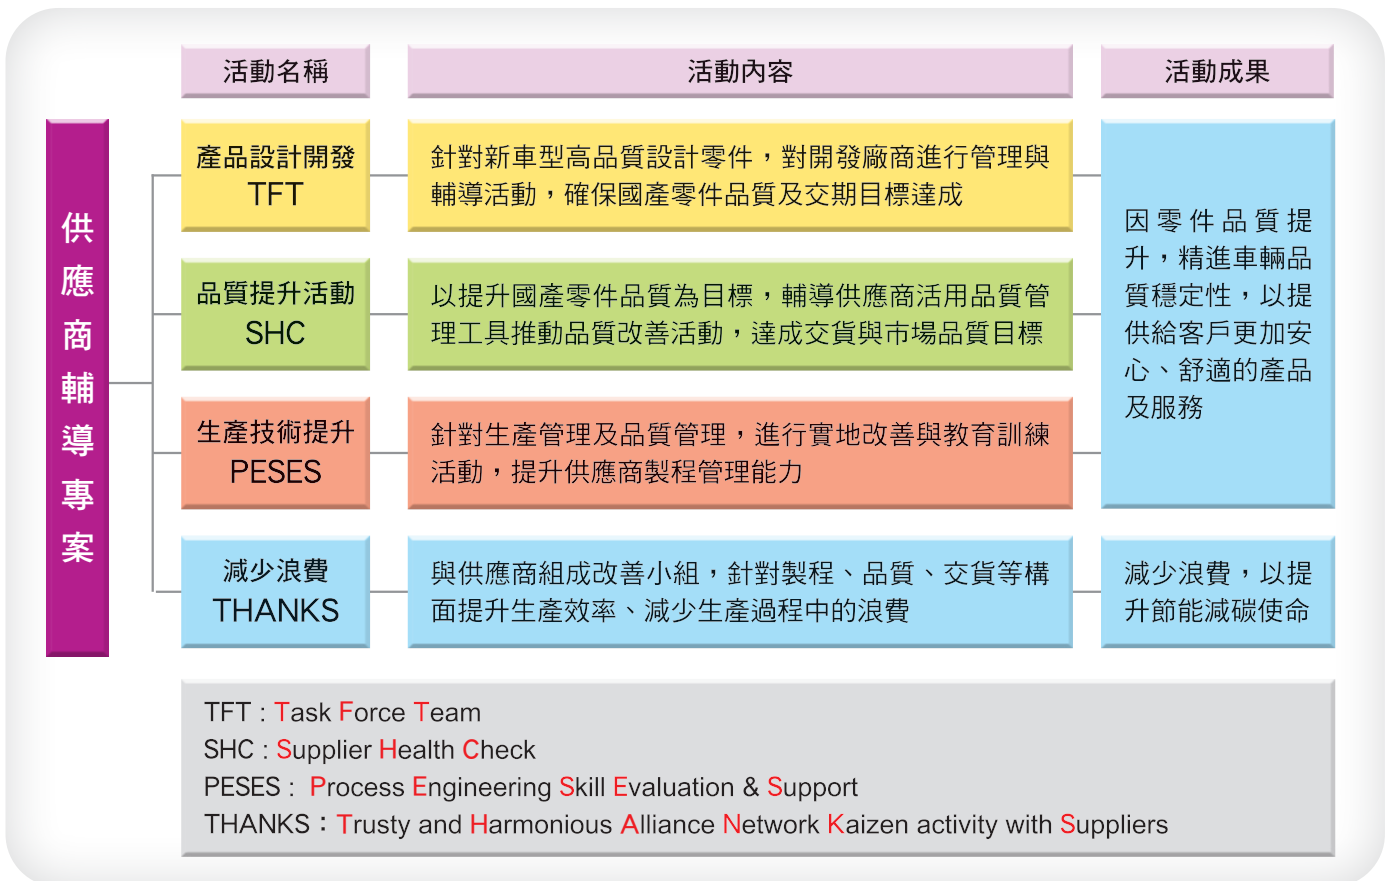 活動名稱
活動內容
活動成果
供應商輔導專案
產品設計開發
TFT
針對新車型高品質設計零件，對開發廠商進行管理與
輔導活動，確保國產零件品質及交期目標達成
品質提升活動
SHC
以提升國產零件品質為目標，輔導供應商活用品質管
理工具推動品質改善活動，達成交貨與市場品質目標
生產技術提升
PESES
針對生產管理及品質管理，進行實地改善與教育訓練
活動，提升供應商製程管理能力
因零件品質提
升，精進車輛品
質穩定性，以提
供給客戶更加安
心、舒適的產品
及服務
減少浪費
THANKS
與供應商組成改善小組，針對製程、品質、交貨等構
面提升生產效率、減少生產過程中的浪費
減少浪費，以提
升節能減碳使命
TFT : Task Force Team
SHC : Supplier Health Check
PESES : Process Engineering Skill Evaluation & Support
THANKS：Trusty and Harmonious Alliance Network Kaizen activity with Suppliers